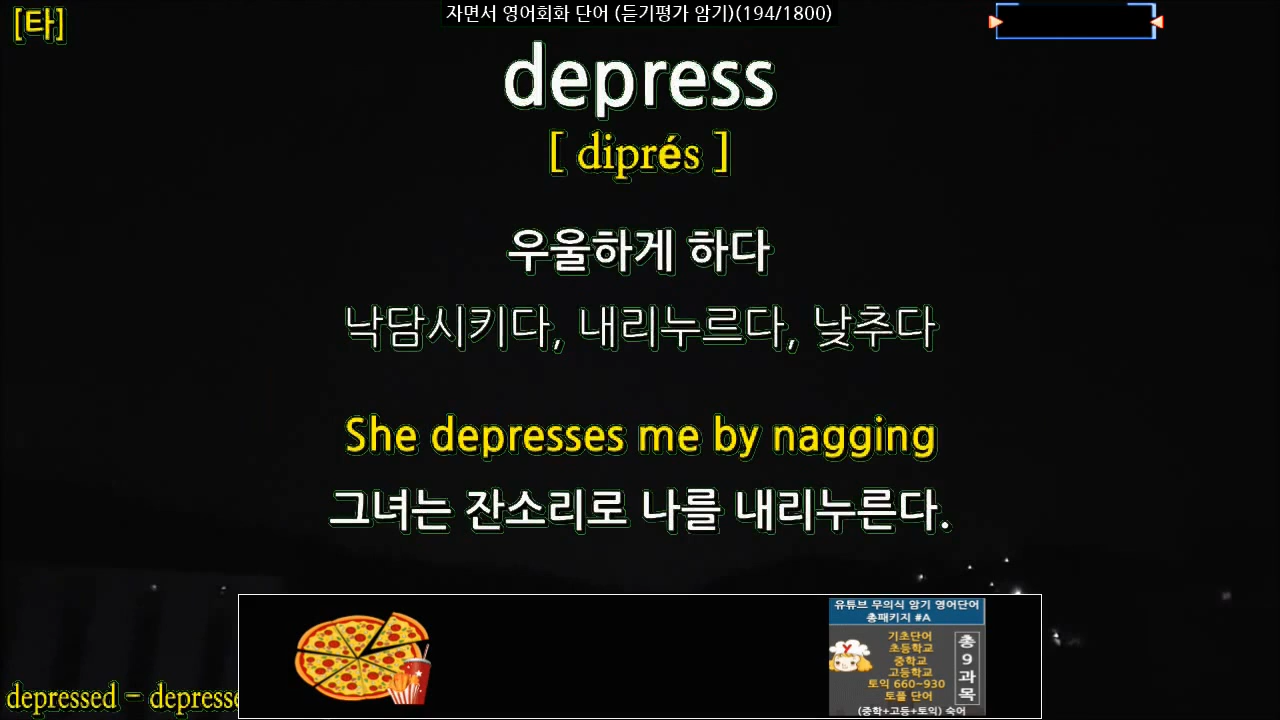 자면서 영어회화 단어 (듣기평가 암기)(194/1800)
[타]
depress
[ diprés ]
우울하게 하다
낙담시키다, 내리누르다, 낮추다
She depresses me by nagging
그녀는 잔소리로 나를 내리누른다.
유튜브 무의식 암기 영어단어
총패키지 #A
기초단어
초등학교
중학교
고등학교
토익 660~930
토플 단어
(중학+고등+토익) 숙어
총
9
과
목
depressed -